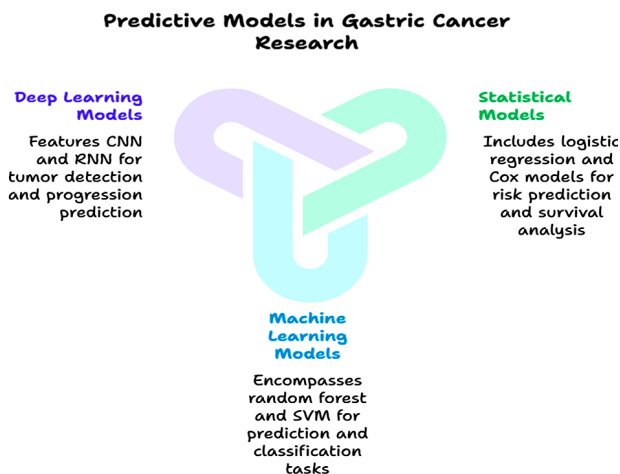 Predictive Models in Gastric Cancer
Research
Deep Learning
Models
Features CNN
and RNN for
tumor detection
and progression
prediction
Statistical
Models
Includes logistic
regression and
Cox models for
risk prediction
and survival
analysis
Machine
Learning
Models
Encompasses
random forest
and SVM for
prediction and
classification
tasks